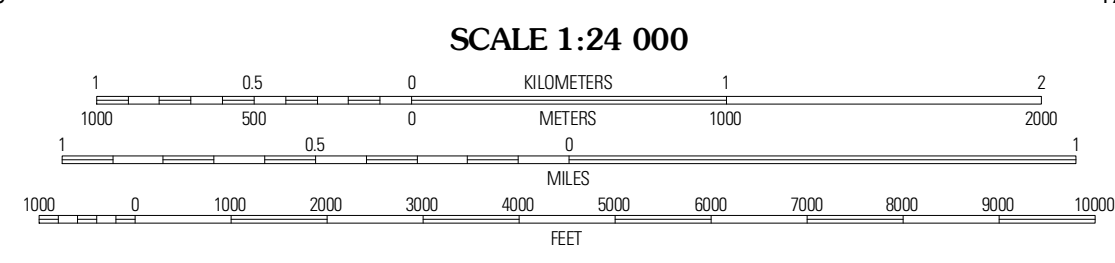 SCALE 1:24 000
1 0.5 0 KILOMETERS 1 2
1000 500 0 METERS 1000 2000
1 0.5 0 1
MILES
1000 0 1000 2000 3000 4000 5000 6000 7000 8000 9000 10000
FEET